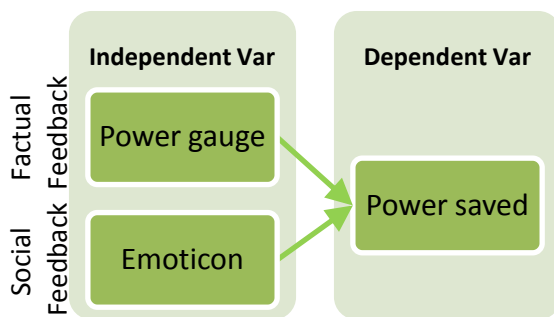 Independent Var
Dependent Var
Factual
Feedback
Power gauge
Power saved
Social
Feedback
Emoticon